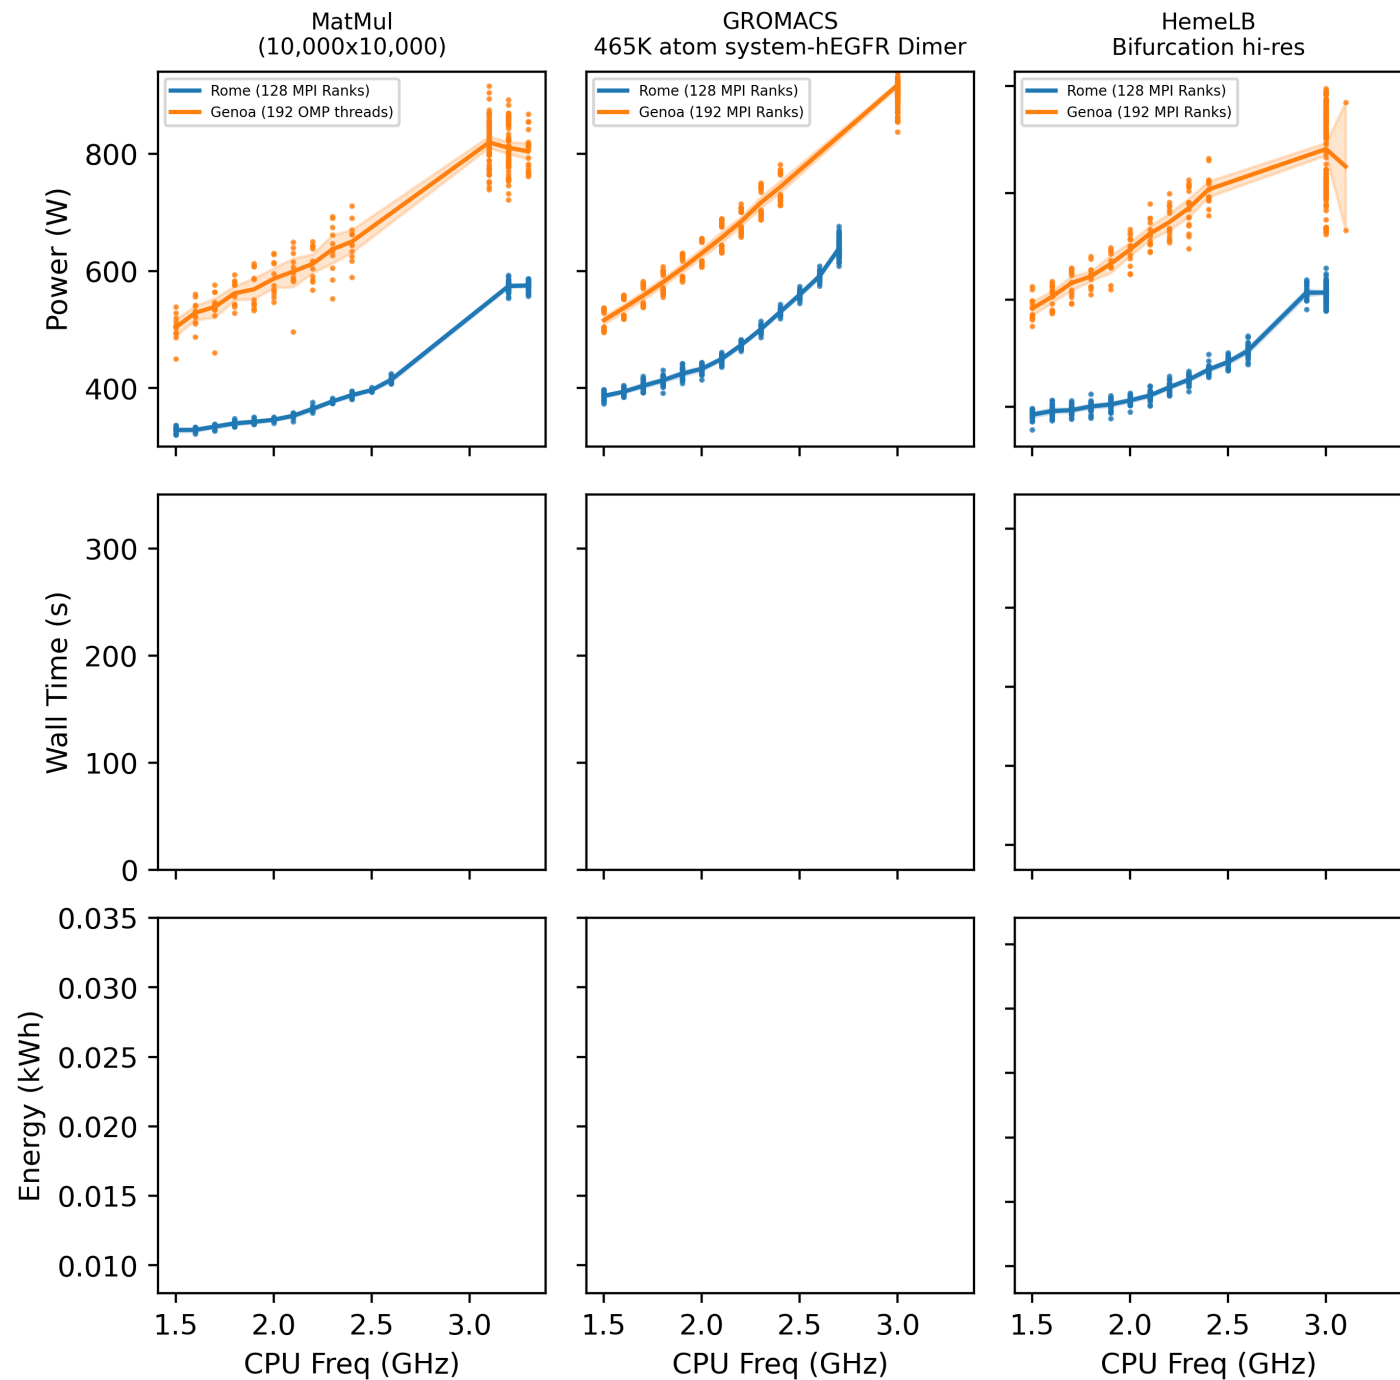 MatMul
(10,000x10,000)
GROMACS
465K atom system-hEGFR Dimer
HemeLB
Bifurcation hi-res
Rome (128 MPI Ranks)
Genoa (192 OMP threads)
Rome (128 MPI Ranks)
Genoa (192 MPI Ranks)
Rome (128 MPI Ranks)
Genoa (192 MPI Ranks)
Power (W)
800
600
400
Wall Time (s)
300
200
100
0
Energy (kWh)
0.035
0.030
0.025
0.020
0.015
0.010
1.5 2.0 2.5 3.0
CPU Freq (GHz)
1.5 2.0 2.5 3.0
CPU Freq (GHz)
1.5 2.0 2.5 3.0
CPU Freq (GHz)